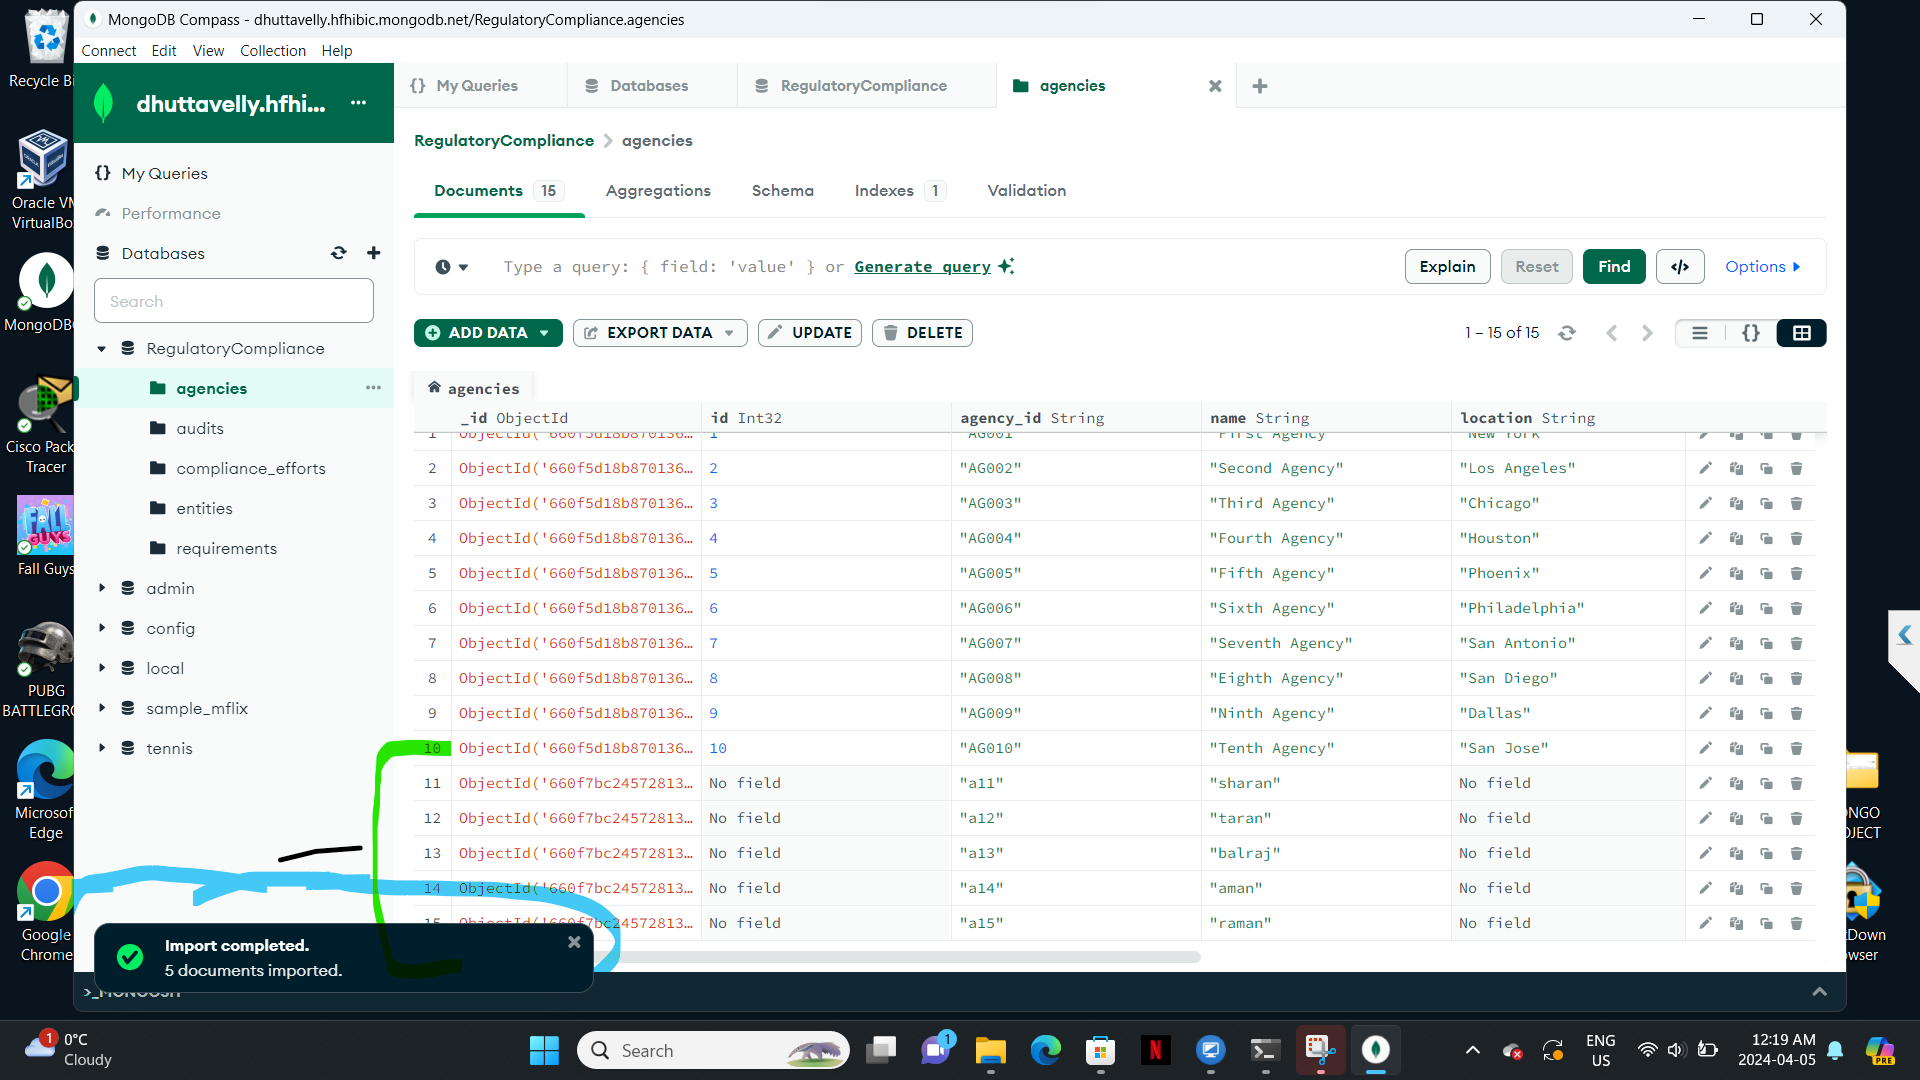 Recycle Bi
Oracle VM
VirtualBo
MongoDB
Cisco Pack
Tracer
Fall Guys
PUBG
BATTLEGRO
Microsof
Edge
Google
Chrome
MongoDB Compass - dhuttavelly.hfhibic.mongodb.net/RegulatoryCompliance.agencies
Connect Edit View Collection Help
dhuttavelly.hfhi...
My Queries
Performance
Databases
Search
RegulatoryCompliance
agencies
audits
compliance_efforts
entities
requirements
admin
config
local
sample_mflix
tennis
{} My Queries Databases RegulatoryCompliance agencies
RegulatoryCompliance > agencies
Documents 15 Aggregations Schema Indexes 1 Validation
Type a query: { field: 'value' } or Generate query
Explain Reset Find </> Options
ADD DATA EXPORT DATA UPDATE DELETE
1 – 15 of 15 {}
agencies
_id ObjectId id Int32 agency_id String name String location String
1 ObjectId('660f5d18b870136… 1 "AG001" "First Agency" "New York"
2 ObjectId('660f5d18b870136… 2 "AG002" "Second Agency" "Los Angeles"
3 ObjectId('660f5d18b870136… 3 "AG003" "Third Agency" "Chicago"
4 ObjectId('660f5d18b870136… 4 "AG004" "Fourth Agency" "Houston"
5 ObjectId('660f5d18b870136… 5 "AG005" "Fifth Agency" "Phoenix"
6 ObjectId('660f5d18b870136… 6 "AG006" "Sixth Agency" "Philadelphia"
7 ObjectId('660f5d18b870136… 7 "AG007" "Seventh Agency" "San Antonio"
8 ObjectId('660f5d18b870136… 8 "AG008" "Eighth Agency" "San Diego"
9 ObjectId('660f5d18b870136… 9 "AG009" "Ninth Agency" "Dallas"
10 ObjectId('660f5d18b870136… 10 "AG010" "Tenth Agency" "San Jose"
11 ObjectId('660f7bc24572813… No field "a11" "sharan" No field
12 ObjectId('660f7bc24572813… No field "a12" "taran" No field
13 ObjectId('660f7bc24572813… No field "a13" "balraj" No field
14 ObjectId('660f7bc24572813… No field "a14" "aman" No field
15 ObjectId('660f7bc24572813… No field "a15" "raman" No field
Import completed.
5 documents imported.
>_MONGOSH
NGO
JECT
tDown
wser
1 0°C
Cloudy
Search
1
N
ENG
US
12:19 AM
2024-04-05
PRE